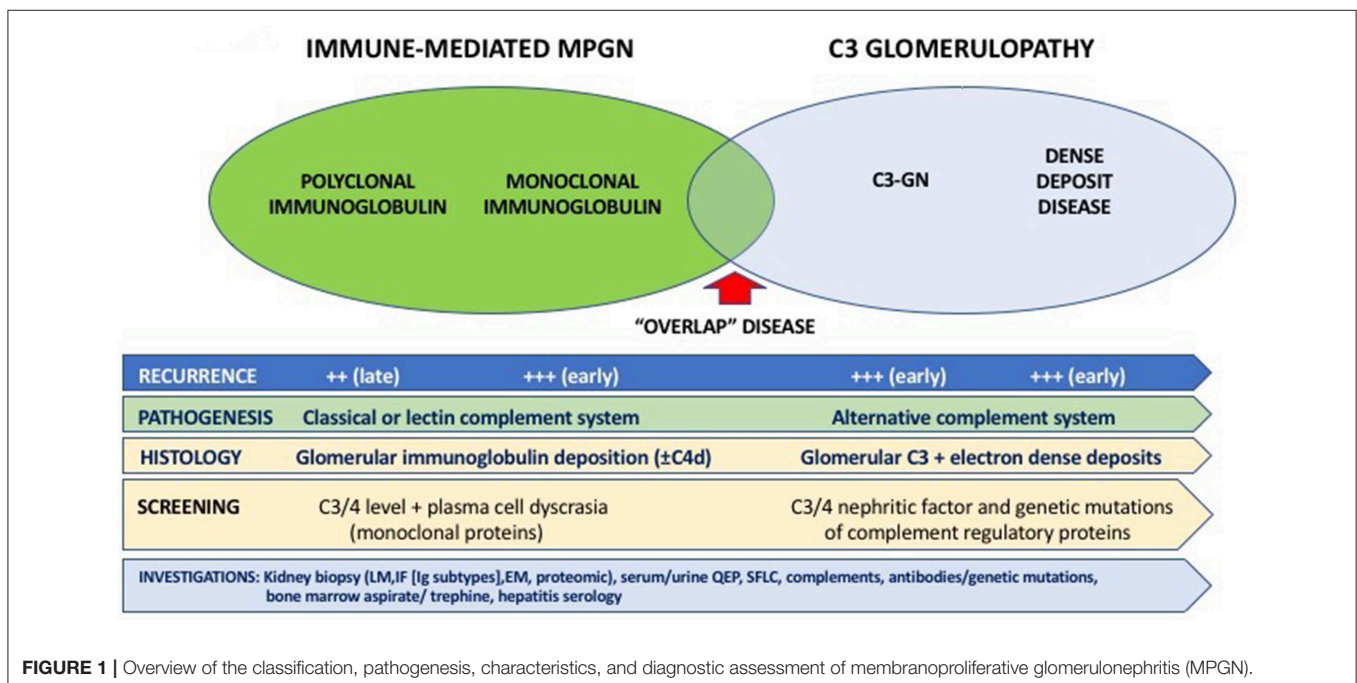 IMMUNE-MEDIATED MPGN
C3 GLOMERULOPATHY
POLYCLONAL
IMMUNOGLOBULIN
MONOCLONAL
IMMUNOGLOBULIN
C3-GN
DENSE
DEPOSIT
DISEASE
“OVERLAP” DISEASE
RECURRENCE ++ (late) +++ (early) +++ (early) +++ (early)
PATHOGENESIS Classical or lectin complement system Alternative complement system
HISTOLOGY Glomerular immunoglobulin deposition (±C4d) Glomerular C3 + electron dense deposits
SCREENING C3/4 level + plasma cell dyscrasia
(monoclonal proteins)
C3/4 nephritic factor and genetic mutations
of complement regulatory proteins
INVESTIGATIONS: Kidney biopsy (LM,IF [Ig subtypes],EM, proteomic), serum/urine QEP, SFLC, complements, antibodies/genetic mutations,
bone marrow aspirate/ trephine, hepatitis serology
FIGURE 1 | Overview of the classification, pathogenesis, characteristics, and diagnostic assessment of membranoproliferative glomerulonephritis (MPGN).